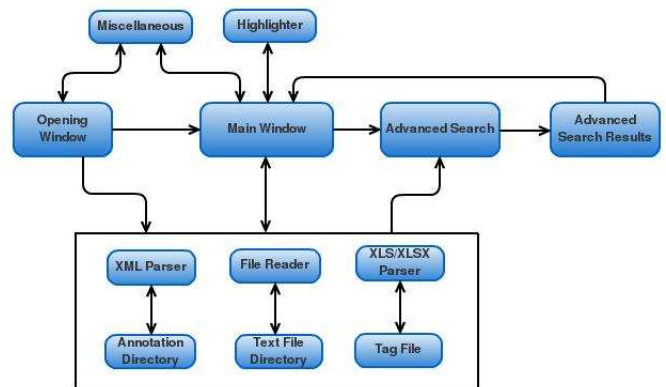 Miscellaneous
Highlighter
Opening
Window
Main Window
Advanced Search
Advanced
Search Results
XML Parser
File Reader
XLS/XLSX
Parser
Annotation
Directory
Text File
Directory
Tag File